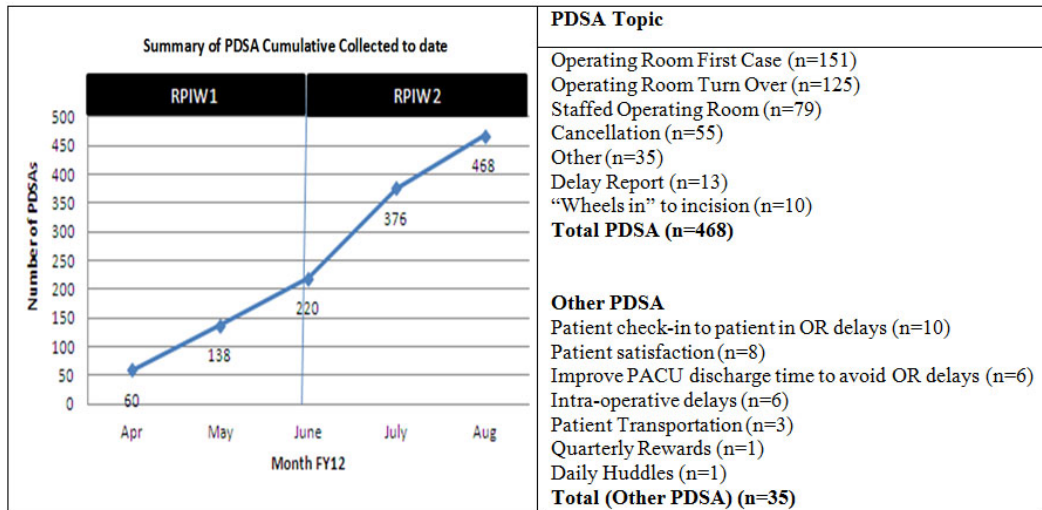 Summary of PDSA Cumulative Collected to date
RPIW1 RPIW2
Number of PDSAs
500
450
400
350
300
250
200
150
100
50
0
60
138
220
376
468
Apr May June July Aug
Month FY12
PDSA Topic
Operating Room First Case (n=151)
Operating Room Turn Over (n=125)
Staffed Operating Room (n=79)
Cancellation (n=55)
Other (n=35)
Delay Report (n=13)
“Wheels in” to incision (n=10)
Total PDSA (n=468)
Other PDSA
Patient check-in to patient in OR delays (n=10)
Patient satisfaction (n=8)
Improve PACU discharge time to avoid OR delays (n=6)
Intra-operative delays (n=6)
Patient Transportation (n=3)
Quarterly Rewards (n=1)
Daily Huddles (n=1)
Total (Other PDSA) (n=35)